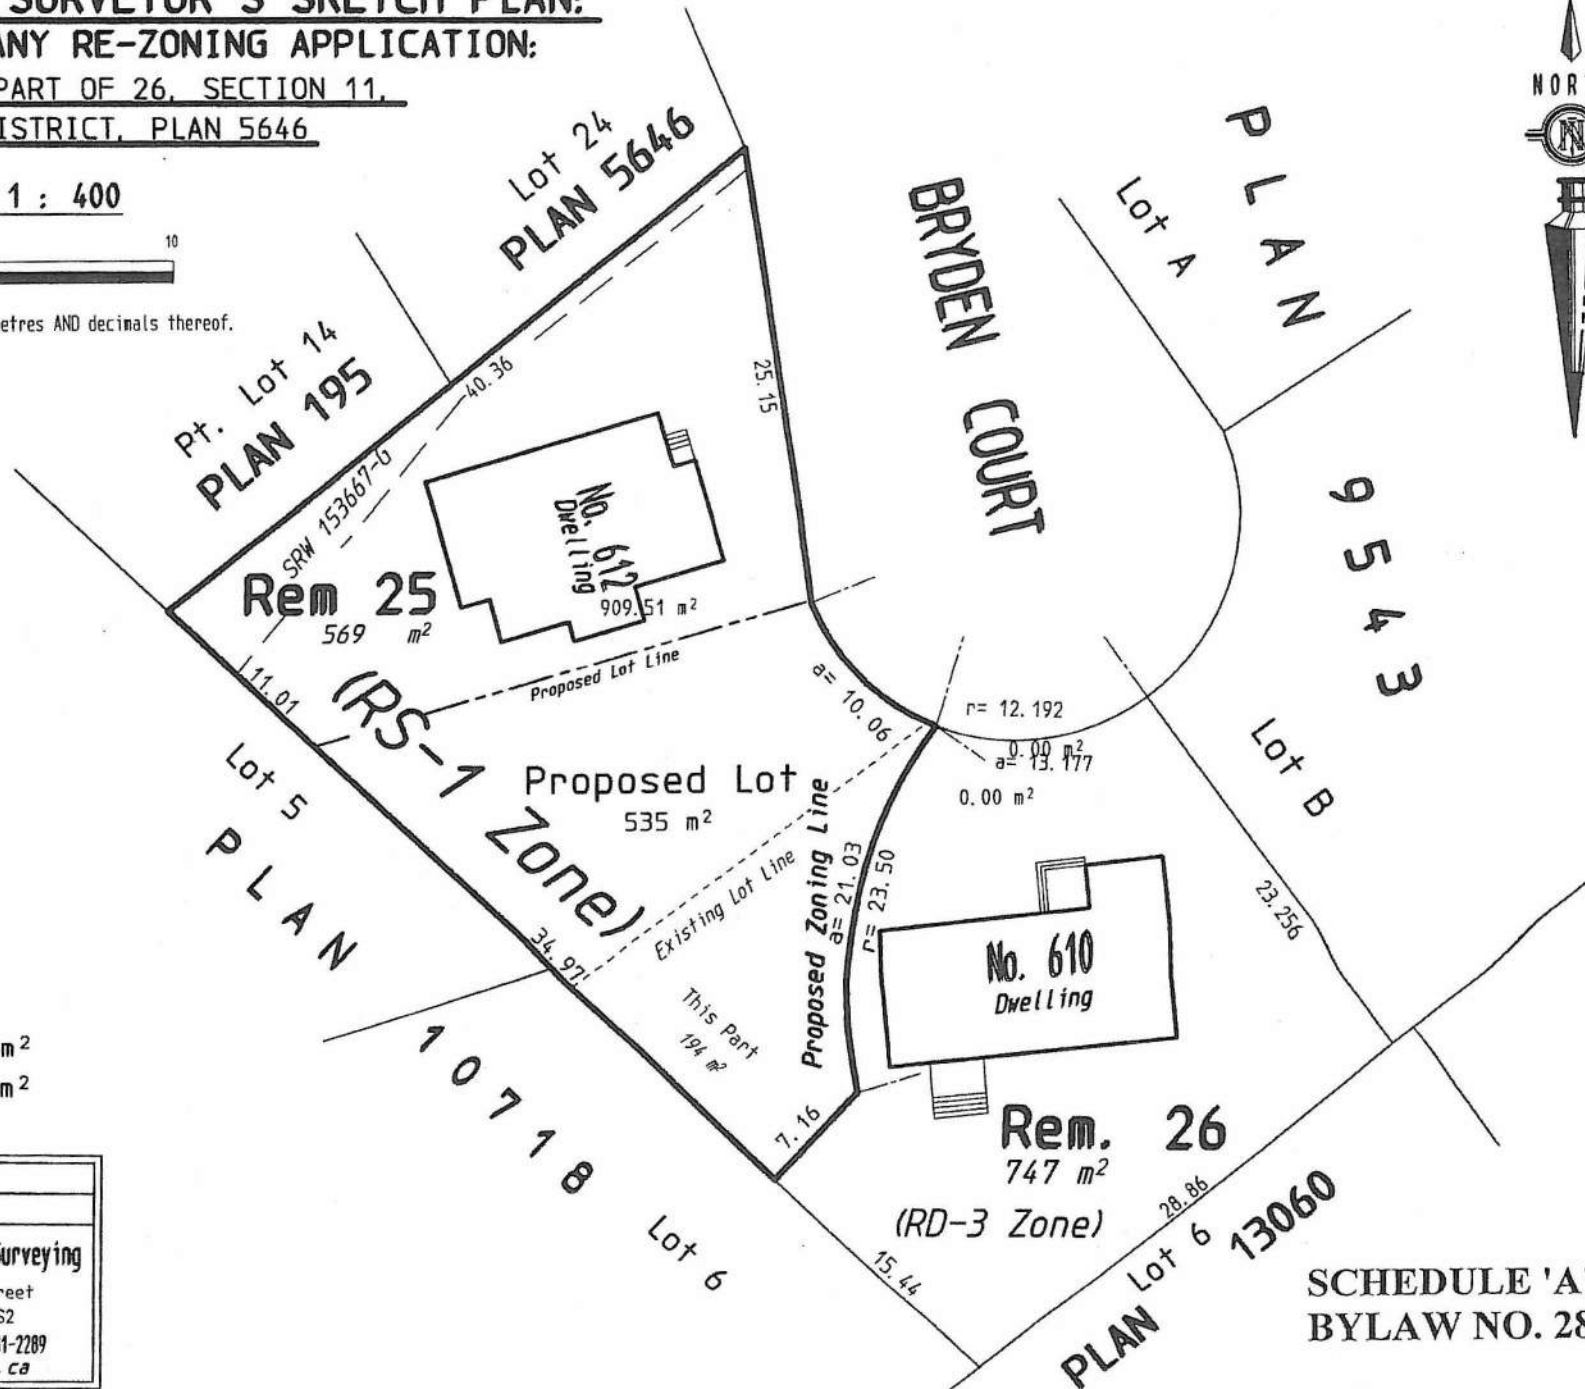 SURVEYOR'S SKETCH PLAN:
ANY RE-ZONING APPLICATION:
PART OF 26, SECTION 11,
DISTRICT, PLAN 5646
1 : 400
10
etres AND decimals thereof.
Lot 24
PLAN 5646
Pt. Lot 14
PLAN 195
BRYDEN COURT
Lot A
PLAN
9543
Lot B
NOR
N
40.36
25.15
SRW 153667-G
No. 612
Dwelling
909.51 m²
Rem 25
569 m²
11.01
(RS-1 Zone)
Proposed Lot Line
a= 10.06
r= 12.192
0.00 m²
a= 13.177
0.00 m²
Proposed Lot
535 m²
Existing Lot Line
Proposed Zoning Line
a= 21.03
r= 23.50
Lot 5
PLAN
10718
Lot 6
34.97
This Part
194 m²
7.16
No. 610
Dwelling
23.256
Rem. 26
747 m²
(RD-3 Zone)
15.44
28.86
Lot 6
PLAN 13060
m²
m²
Surveying
reet
S2
1-2289
.ca
SCHEDULE 'A'
BYLAW NO. 28